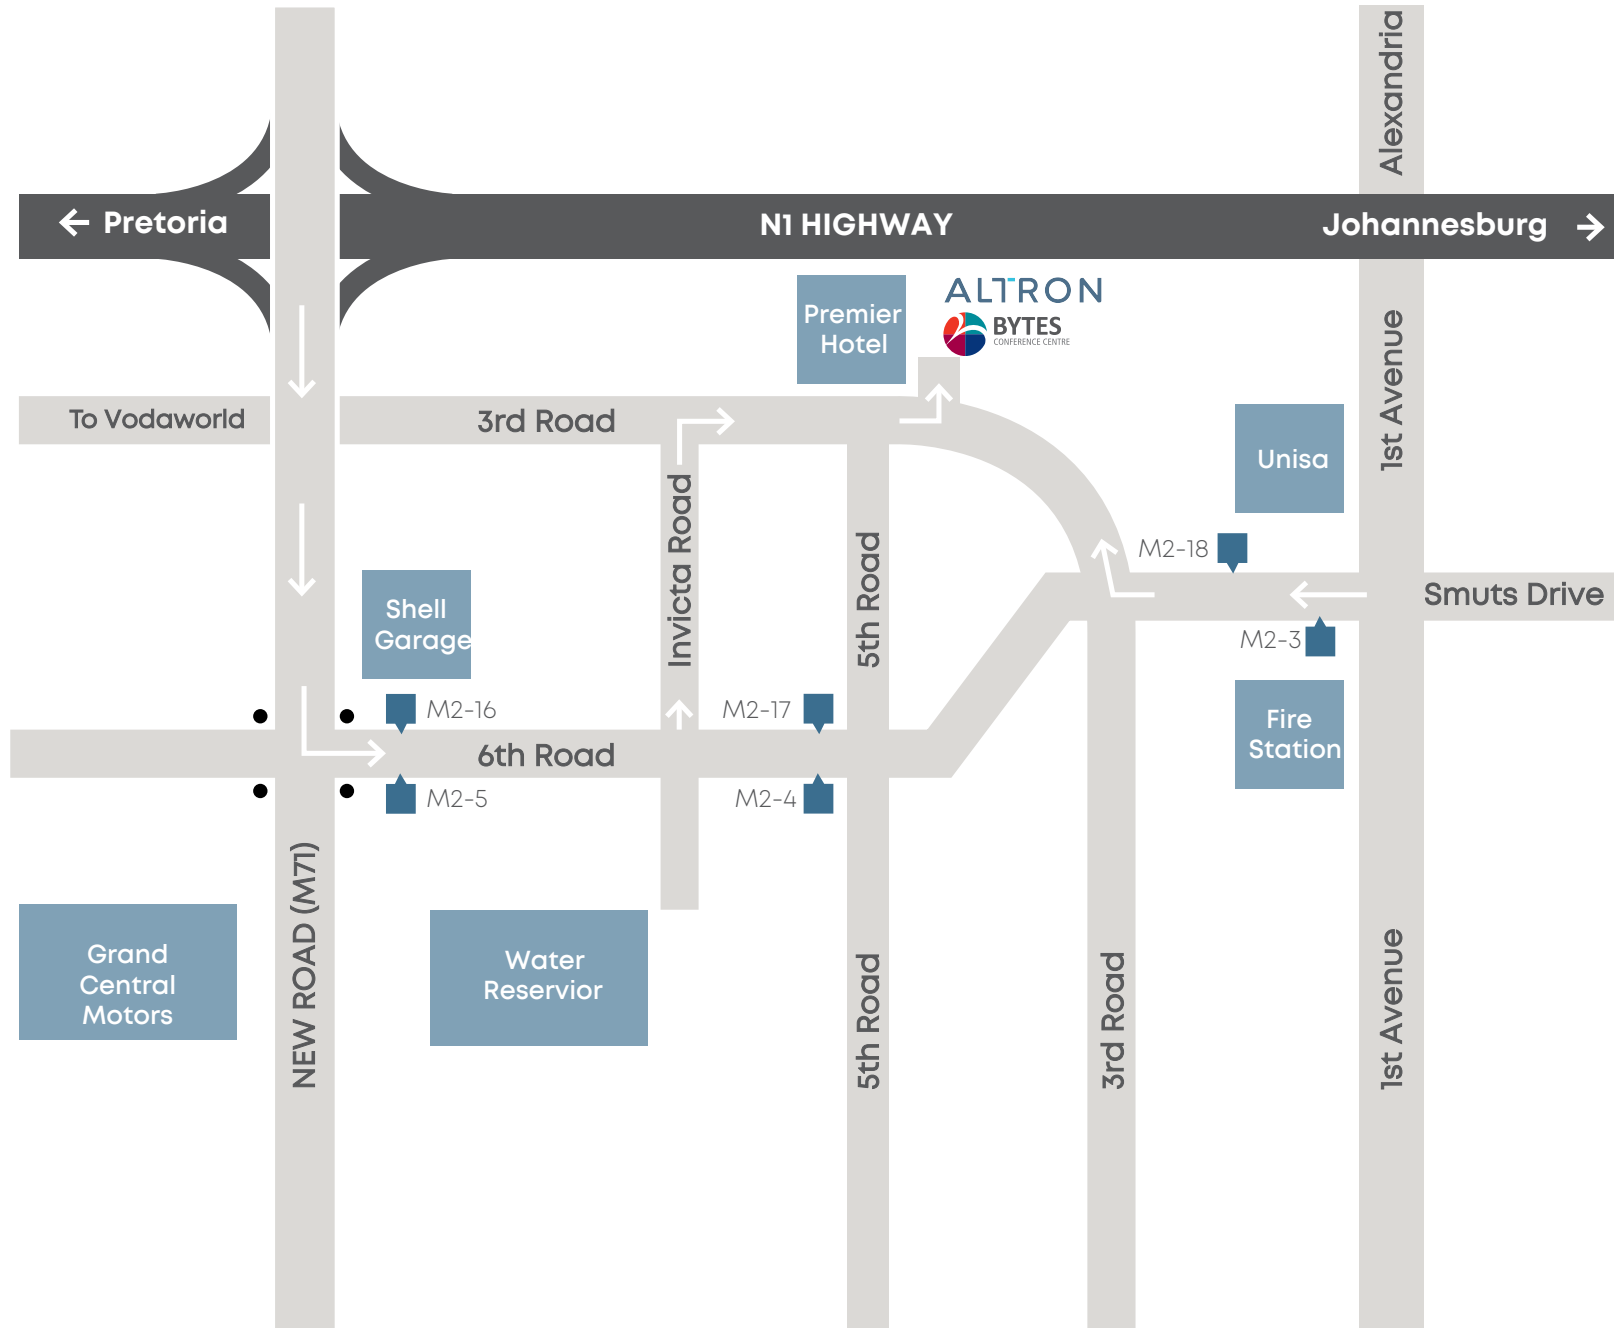 Alexandria
Pretoria
N1 HIGHWAY
Johannesburg
Premier
Hotel
ALTRON
BYTES
CONFERENCE CENTRE
1st Avenue
To Vodaworld
3rd Road
Unisa
Invicta Road
5th Road
M2-18
Smuts Drive
Shell
Garage
M2-3
M2-16
M2-17
Fire
Station
6th Road
M2-5
M2-4
NEW ROAD (M71)
Grand
Central
Motors
Water
Reservior
5th Road
3rd Road
1st Avenue